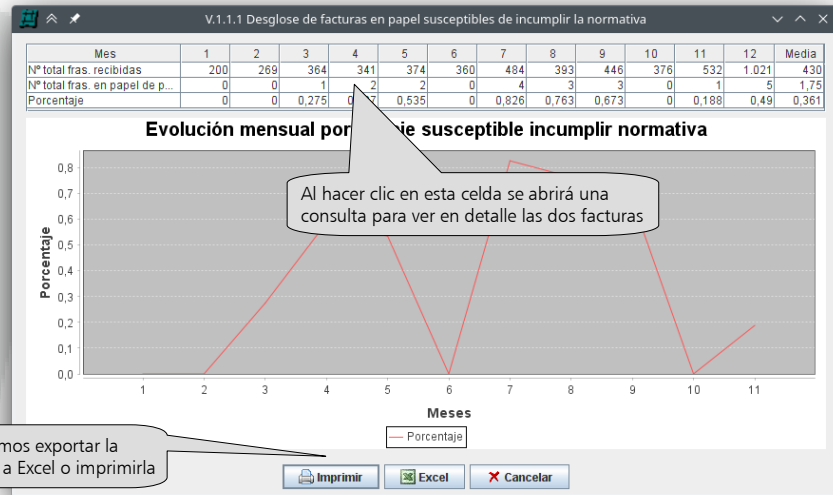 V.1.1.1 Desglose de facturas en papel susceptibles de incumplir la normativa
Mes 1 2 3 4 5 6 7 8 9 10 11 12 Media
Nº total fras. recibidas 200 269 364 341 374 360 484 393 446 376 532 1.021 430
Nº total fras. en papel de p... 0 0 1 2 2 0 4 3 3 0 1 5 1,75
Porcentaje 0 0 0,275 0,535 0 0,826 0,763 0,673 0 0,188 0,49 0,361
Evolución mensual susceptible incumplir normativa
Al hacer clic en esta celda se abrirá una
consulta para ver en detalle las dos facturas
Porcentaje
0,8
0,7
0,6
0,5
0,4
0,3
0,2
0,1
0,0
1 2 3 4 5 6 7 8 9 10 11
Meses
Porcentaje
exportar la
a Excel o imprimirla
Imprimir Excel Cancelar